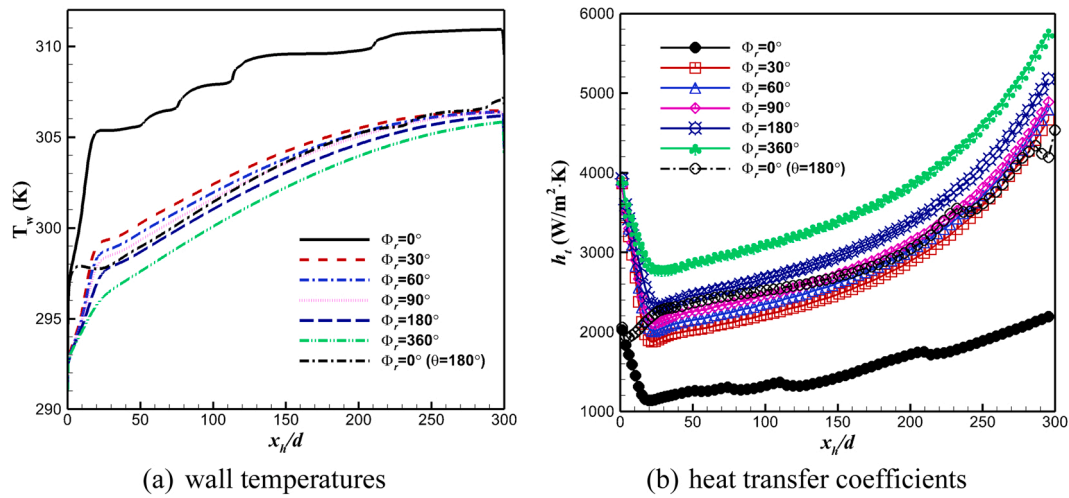 (a)
310
305
300
295
290
T_w (K)
Φ_r=0°
Φ_r=30°
Φ_r=60°
Φ_r=90°
Φ_r=180°
Φ_r=360°
Φ_r=0° (θ=180°)
0 50 100 150 200 250 300
x_h/d
(a) wall temperatures
(b)
6000
5000
4000
3000
2000
1000
h_t (W/m²·K)
Φ_r=0°
Φ_r=30°
Φ_r=60°
Φ_r=90°
Φ_r=180°
Φ_r=360°
Φ_r=0° (θ=180°)
0 50 100 150 200 250 300
x_h/d
(b) heat transfer coefficients